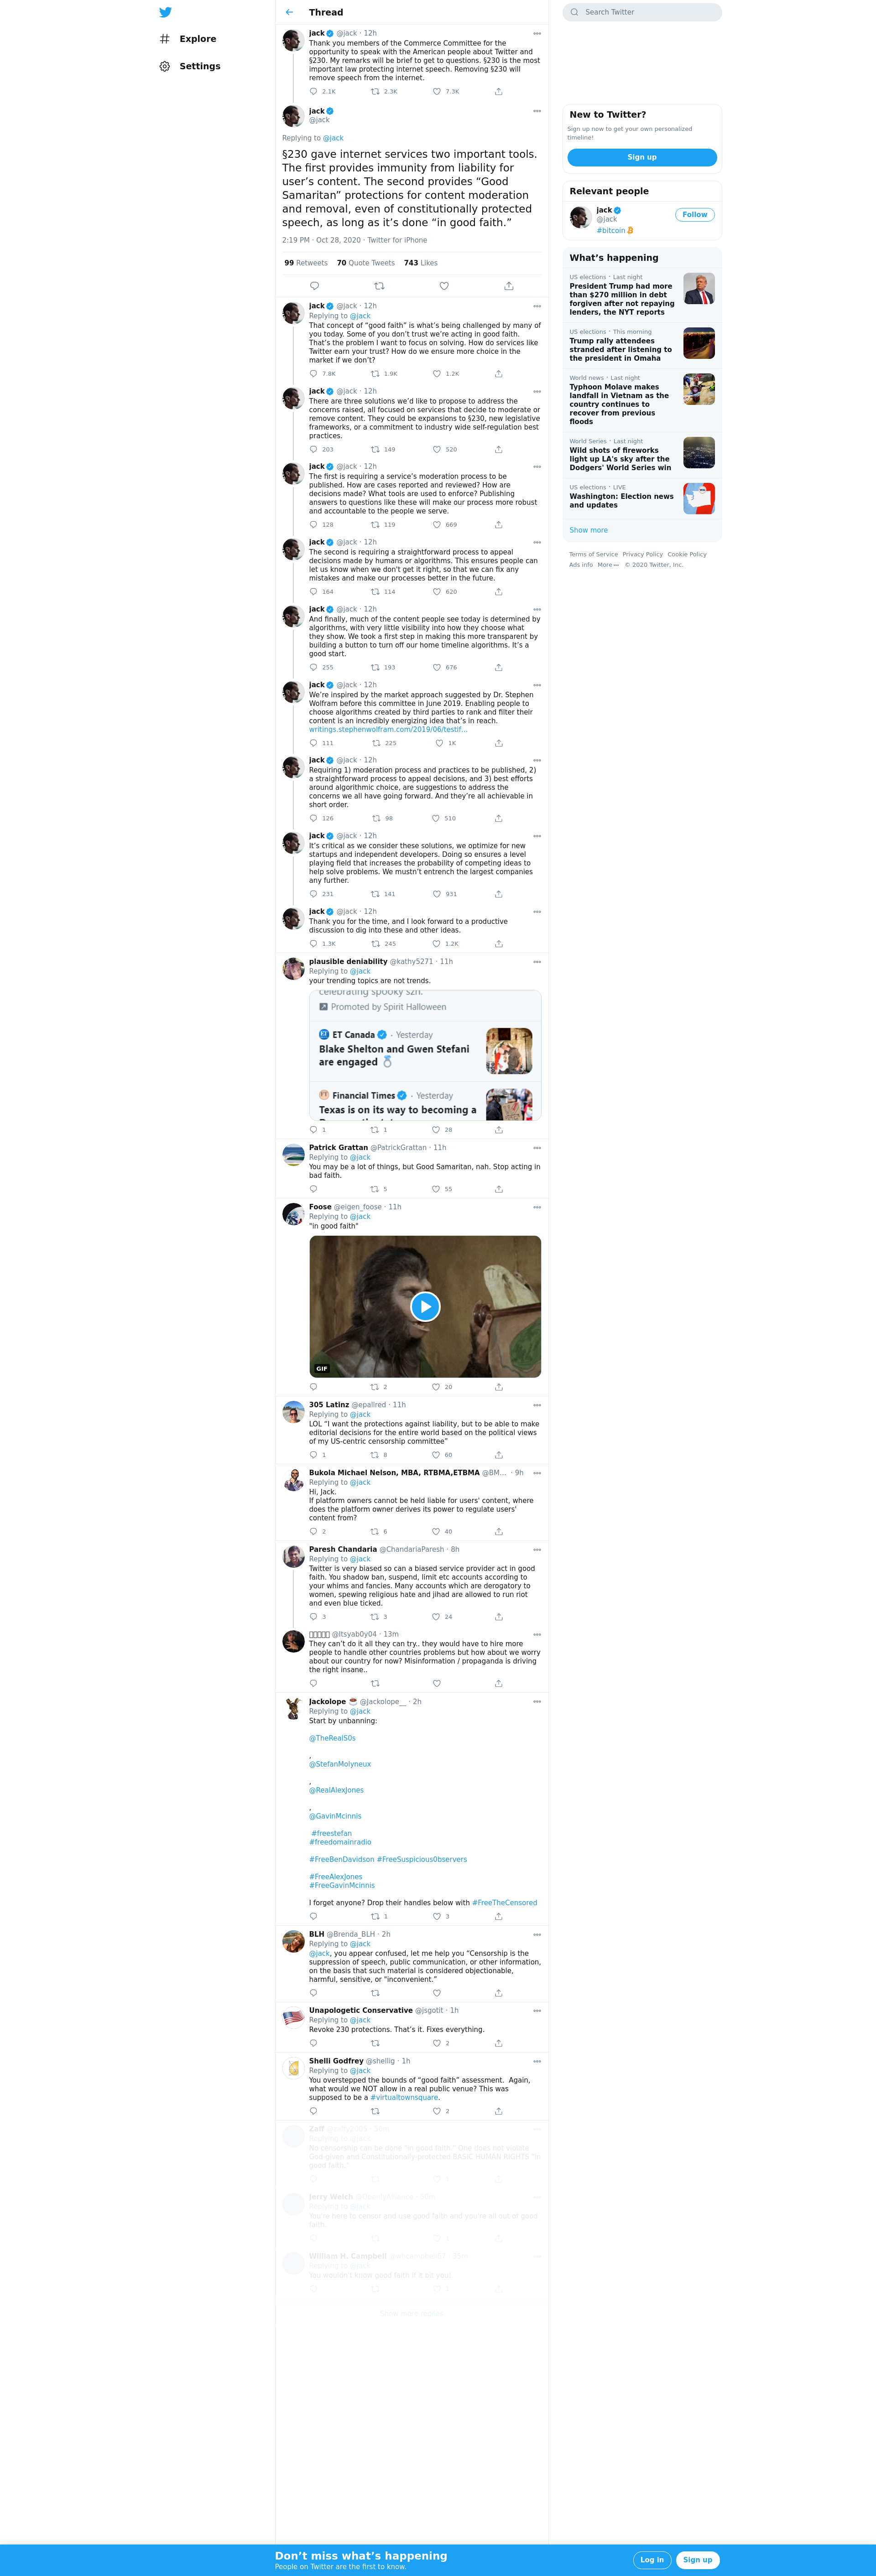 Explore
Settings
Thread
jack @jack · 12h
Thank you members of the Commerce Committee for the
opportunity to speak with the American people about Twitter and
§230. My remarks will be brief to get to questions. §230 is the most
important law protecting internet speech. Removing §230 will
remove speech from the internet.
2.1K 2.3K 7.3K
jack
@jack
Replying to @jack
§230 gave internet services two important tools.
The first provides immunity from liability for
user's content. The second provides “Good
Samaritan” protections for content moderation
and removal, even of constitutionally protected
speech, as long as it's done “in good faith.”
2:19 PM · Oct 28, 2020 · Twitter for iPhone
99 Retweets 70 Quote Tweets 743 Likes
jack @jack · 12h
Replying to @jack
That concept of “good faith” is what's being challenged by many of
you today. Some of you don't trust we're acting in good faith.
That's the problem I want to focus on solving. How do services like
Twitter earn your trust? How do we ensure more choice in the
market if we don't?
7.8K 1.9K 1.2K
jack @jack · 12h
There are three solutions we'd like to propose to address the
concerns raised, all focused on services that decide to moderate or
remove content. They could be expansions to §230, new legislative
frameworks, or a commitment to industry wide self-regulation best
practices.
203 149 520
jack @jack · 12h
The first is requiring a service's moderation process to be
published. How are cases reported and reviewed? How are
decisions made? What tools are used to enforce? Publishing
answers to questions like these will make our process more robust
and accountable to the people we serve.
128 119 669
jack @jack · 12h
The second is requiring a straightforward process to appeal
decisions made by humans or algorithms. This ensures people can
let us know when we don't get it right, so that we can fix any
mistakes and make our processes better in the future.
164 114 620
jack @jack · 12h
And finally, much of the content people see today is determined by
algorithms, with very little visibility into how they choose what
they show. We took a first step in making this more transparent by
building a button to turn off our home timeline algorithms. It's a
good start.
255 193 676
jack @jack · 12h
We're inspired by the market approach suggested by Dr. Stephen
Wolfram before this committee in June 2019. Enabling people to
choose algorithms created by third parties to rank and filter their
content is an incredibly energizing idea that's in reach.
writings.stephenwolfram.com/2019/06/testif…
111 225 1K
jack @jack · 12h
Requiring 1) moderation process and practices to be published, 2)
a straightforward process to appeal decisions, and 3) best efforts
around algorithmic choice, are suggestions to address the
concerns we all have going forward. And they're all achievable in
short order.
126 98 510
jack @jack · 12h
It's critical as we consider these solutions, we optimize for new
startups and independent developers. Doing so ensures a level
playing field that increases the probability of competing ideas to
help solve problems. We mustn't entrench the largest companies
any further.
231 141 931
jack @jack · 12h
Thank you for the time, and I look forward to a productive
discussion to dig into these and other ideas.
1.3K 245 1.2K
plausible deniability @kathy5271 · 11h
Replying to @jack
your trending topics are not trends.
celebrating spooky szn.
Promoted by Spirit Halloween
ET Canada · Yesterday
Blake Shelton and Gwen Stefani
are engaged
Financial Times · Yesterday
Texas is on its way to becoming a
1 1 28
Patrick Grattan @PatrickGrattan · 11h
Replying to @jack
You may be a lot of things, but Good Samaritan, nah. Stop acting in
bad faith.
5 55
Foose @eigen_foose · 11h
Replying to @jack
"in good faith"
GIF
2 20
305 Latinz @epallred · 11h
Replying to @jack
LOL “I want the protections against liability, but to be able to make
editorial decisions for the entire world based on the political views
of my US-centric censorship committee”
1 8 60
Bukola Michael Nelson, MBA, RTBMA,ETBMA @BM… · 9h
Replying to @jack
Hi, Jack.
If platform owners cannot be held liable for users' content, where
does the platform owner derives its power to regulate users'
content from?
2 6 40
Paresh Chandaria @ChandariaParesh · 8h
Replying to @jack
Twitter is very biased so can a biased service provider act in good
faith. You shadow ban, suspend, limit etc accounts according to
your whims and fancies. Many accounts which are derogatory to
women, spewing religious hate and jihad are allowed to run riot
and even blue ticked.
3 3 24
@Itsyab0y04 · 13m
They can't do it all they can try.. they would have to hire more
people to handle other countries problems but how about we worry
about our country for now? Misinformation / propaganda is driving
the right insane..
Jackolope @Jackolope__ · 2h
Replying to @jack
Start by unbanning:
@TheRealS0s
,
@StefanMolyneux
,
@RealAlexJones
,
@GavinMcinnis
#freestefan
#freedomainradio
#FreeBenDavidson #FreeSuspicious0bservers
#FreeAlexJones
#FreeGavinMcinnis
I forget anyone? Drop their handles below with #FreeTheCensored
1 3
BLH @Brenda_BLH · 2h
Replying to @jack
@jack, you appear confused, let me help you “Censorship is the
suppression of speech, public communication, or other information,
on the basis that such material is considered objectionable,
harmful, sensitive, or “inconvenient.”
Unapologetic Conservative @jsgotit · 1h
Replying to @jack
Revoke 230 protections. That's it. Fixes everything.
2
Shelli Godfrey @shellig · 1h
Replying to @jack
You overstepped the bounds of “good faith” assessment. Again,
what would we NOT allow in a real public venue? This was
supposed to be a #virtualtownsquare.
2
Jerry Welch
William H. Campbell
Search Twitter
New to Twitter?
Sign up now to get your own personalized
timeline!
Sign up
Relevant people
jack
@jack
Follow
#bitcoin
What's happening
US elections · Last night
President Trump had more
than $270 million in debt
forgiven after not repaying
lenders, the NYT reports
US elections · This morning
Trump rally attendees
stranded after listening to
the president in Omaha
World news · Last night
Typhoon Molave makes
landfall in Vietnam as the
country continues to
recover from previous
floods
World Series · Last night
Wild shots of fireworks
light up LA's sky after the
Dodgers' World Series win
US elections · LIVE
Washington: Election news
and updates
Show more
Terms of Service Privacy Policy Cookie Policy
Ads info More © 2020 Twitter, Inc.
Don't miss what's happening
People on Twitter are the first to know.
Log in
Sign up